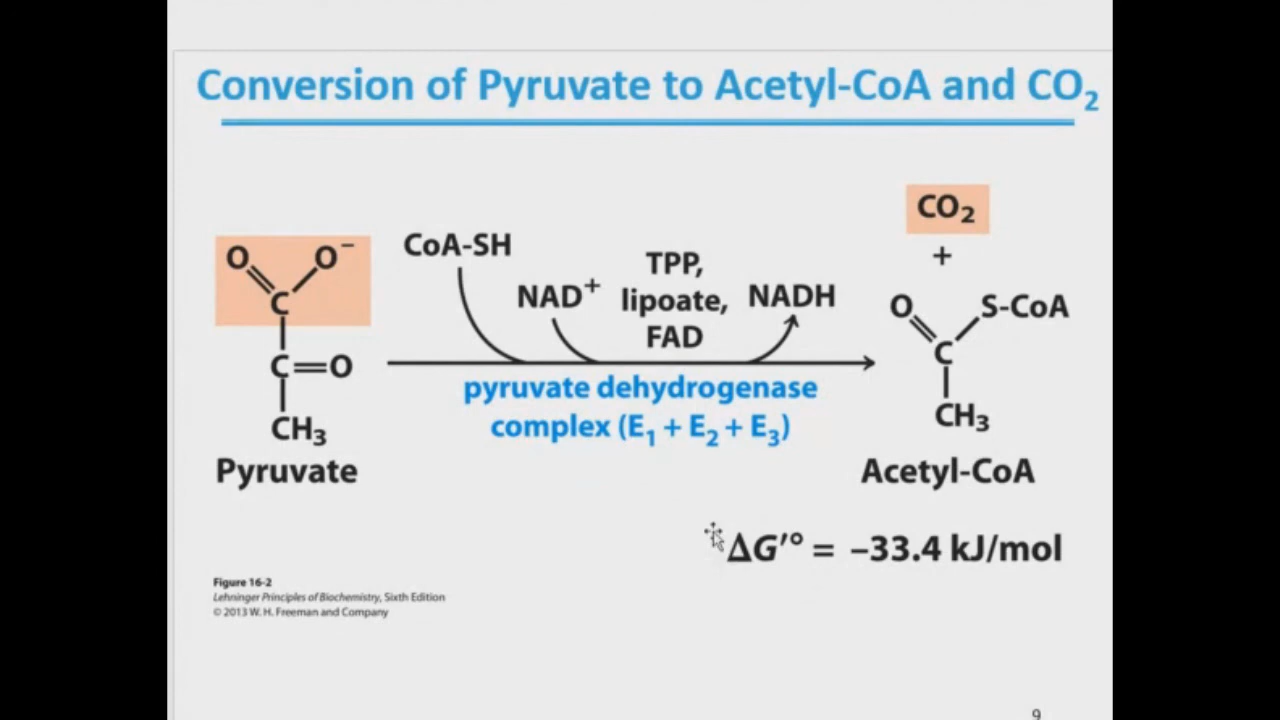 Conversion of Pyruvate to Acetyl-CoA and CO₂
O
O⁻
C
C=O
CH₃
Pyruvate
CoA-SH
NAD⁺
TPP,
lipoate,
FAD
NADH
pyruvate dehydrogenase
complex (E₁ + E₂ + E₃)
CO₂
+
O
S-CoA
C
CH₃
Acetyl-CoA
ΔG′° = –33.4 kJ/mol
Figure 16-2
Lehninger Principles of Biochemistry, Sixth Edition
© 2013 W. H. Freeman and Company
9